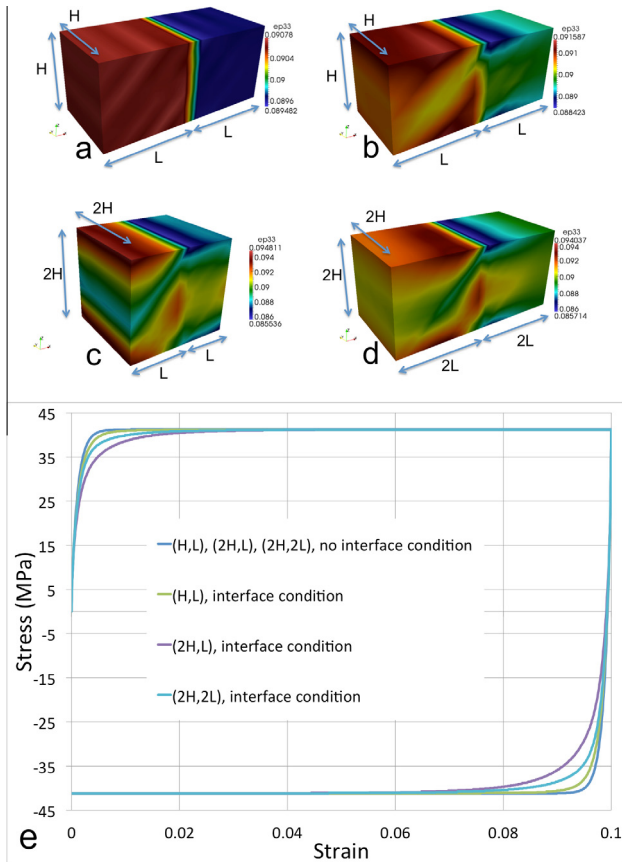 H
H
L
L
a
ep33
0.09078
0.0904
0.09
0.0896
0.089482
H
H
L
L
b
ep33
0.091587
0.091
0.09
0.089
0.088423
2H
2H
L
L
c
ep33
0.094811
0.094
0.092
0.09
0.088
0.086
0.085536
2H
2H
2L
2L
d
ep33
0.094037
0.094
0.092
0.09
0.088
0.086
0.085714
45
35
25
15
5
-5
-15
-25
-35
-45
Stress (MPa)
(H,L), (2H,L), (2H,2L), no interface condition
(H,L), interface condition
(2H,L), interface condition
(2H,2L), interface condition
0
0.02
0.04
0.06
0.08
0.1
Strain
e